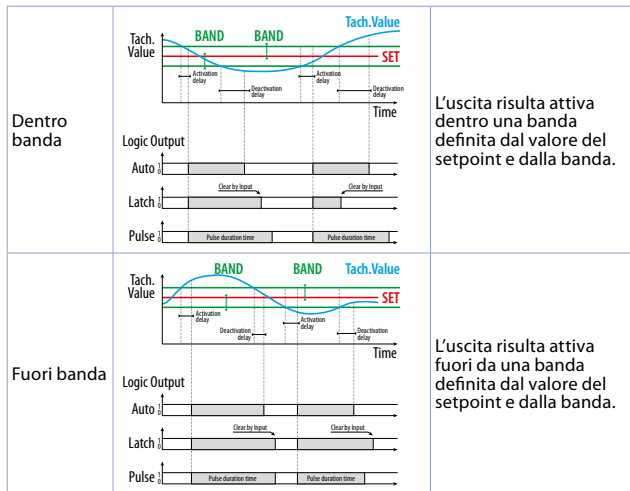 Dentro
banda
Tach.
Value
BAND
BAND
Tach.Value
SET
Activation
delay
Deactivation
delay
Activation
delay
Deactivation
delay
Time
Logic Output
Auto 1
0
Clear by Input
Clear by Input
Latch 1
0
Pulse 1
0
Pulse duration time
Pulse duration time
L'uscita risulta attiva
dentro una banda
definita dal valore del
setpoint e dalla banda.
Fuori banda
Tach.
Value
BAND
BAND
Tach.Value
SET
Activation
delay
Deactivation
delay
Activation
delay
Deactivation
delay
Time
Logic Output
Auto 1
0
Clear by Input
Clear by Input
Latch 1
0
Pulse 1
0
Pulse duration time
Pulse duration time
L'uscita risulta attiva
fuori da una banda
definita dal valore del
setpoint e dalla banda.